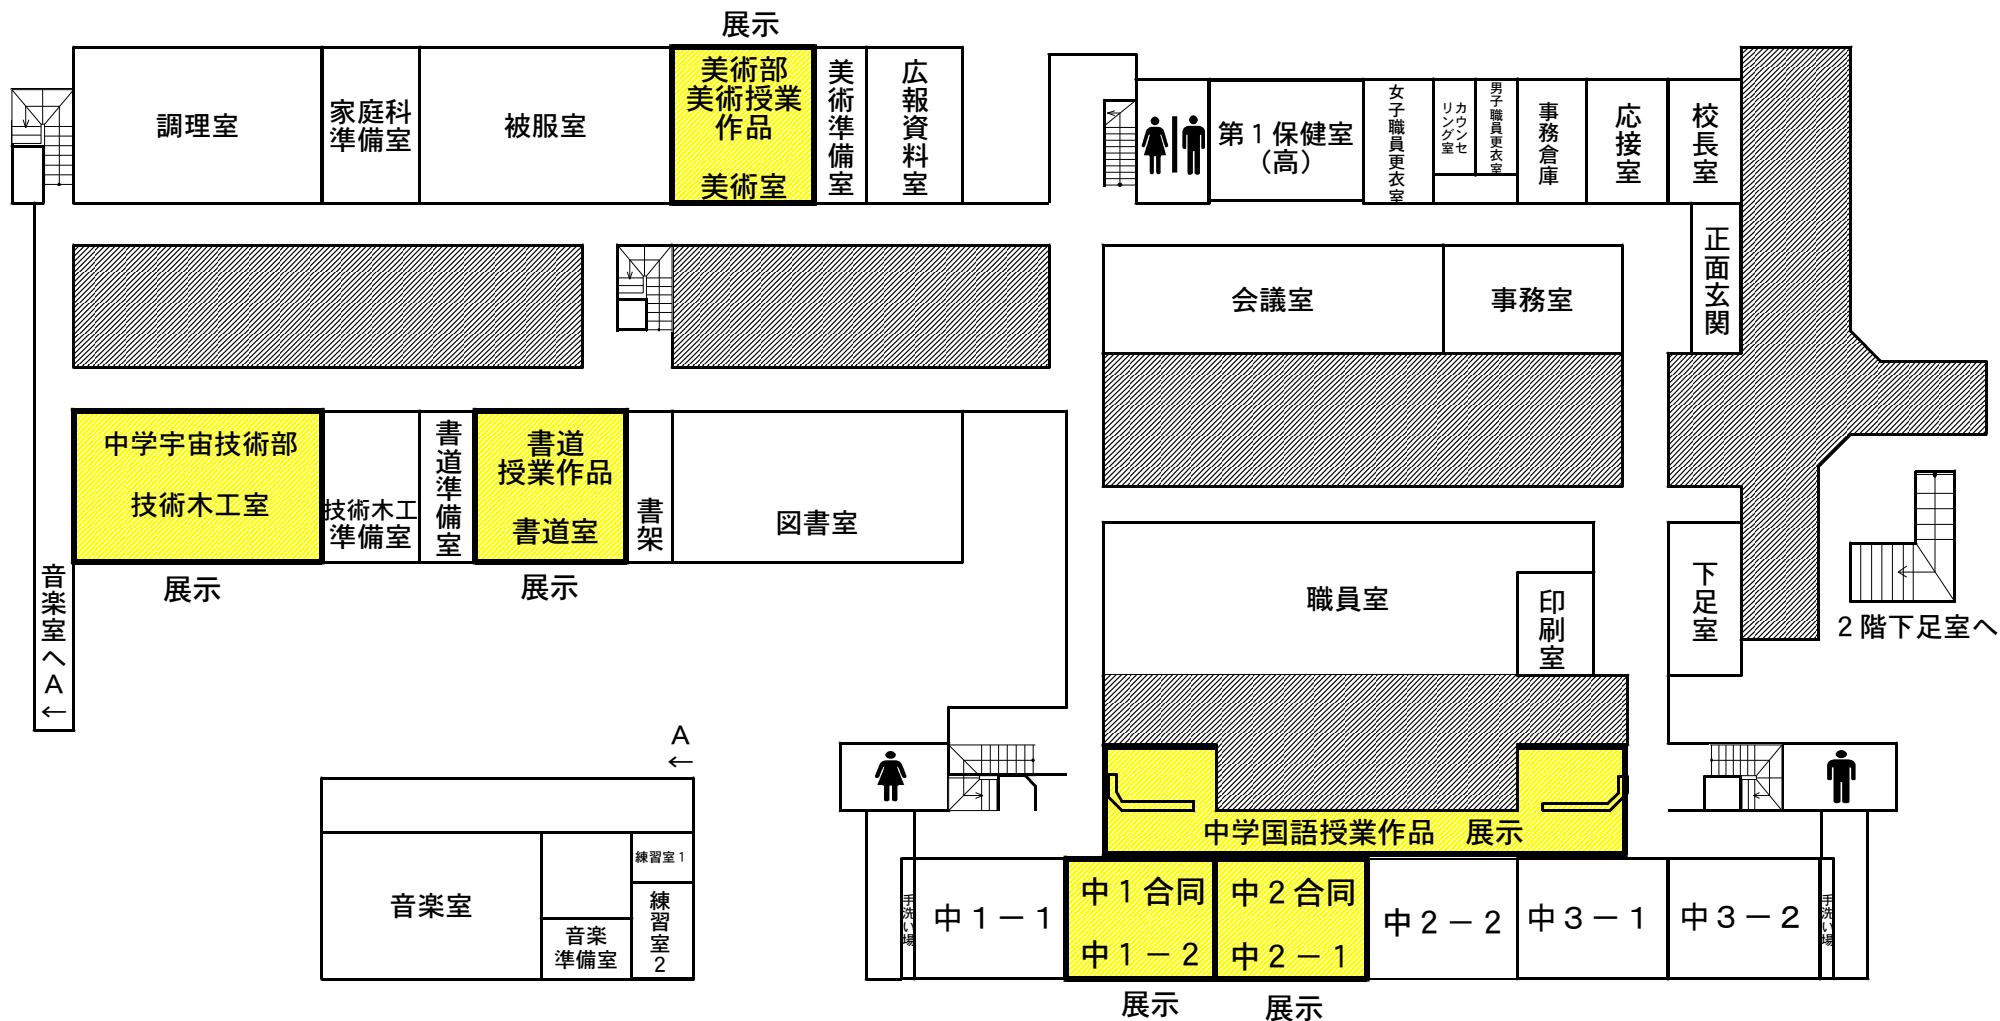 展示
調理室
家庭科
準備室
被服室
美術部
美術授業
作品
美術室
美術準備室
広報資料室
第1保健室
(高)
女子職員更衣室
カウンセ
リング室
男子職員更衣室
事務倉庫
応接室
校長室
正面玄関
会議室
事務室
中学宇宙技術部
技術木工室
展示
技術木工
準備室
書道準備室
書道
授業作品
書道室
展示
書架
図書室
職員室
印刷室
下足室
2階下足室へ
音楽室へ
A
←
A
←
音楽室
音楽
準備室
練習室1
練習室2
中学国語授業作品 展示
手洗い場
中1-1
中1合同
中1-2
展示
中2合同
中2-1
展示
中2-2
中3-1
中3-2
手洗い場